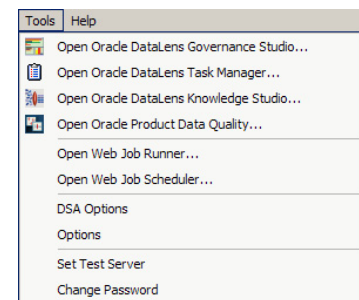 Tools Help
Open Oracle DataLens Governance Studio...
Open Oracle DataLens Task Manager...
Open Oracle DataLens Knowledge Studio...
Open Oracle Product Data Quality...
Open Web Job Runner...
Open Web Job Scheduler...
DSA Options
Options
Set Test Server
Change Password